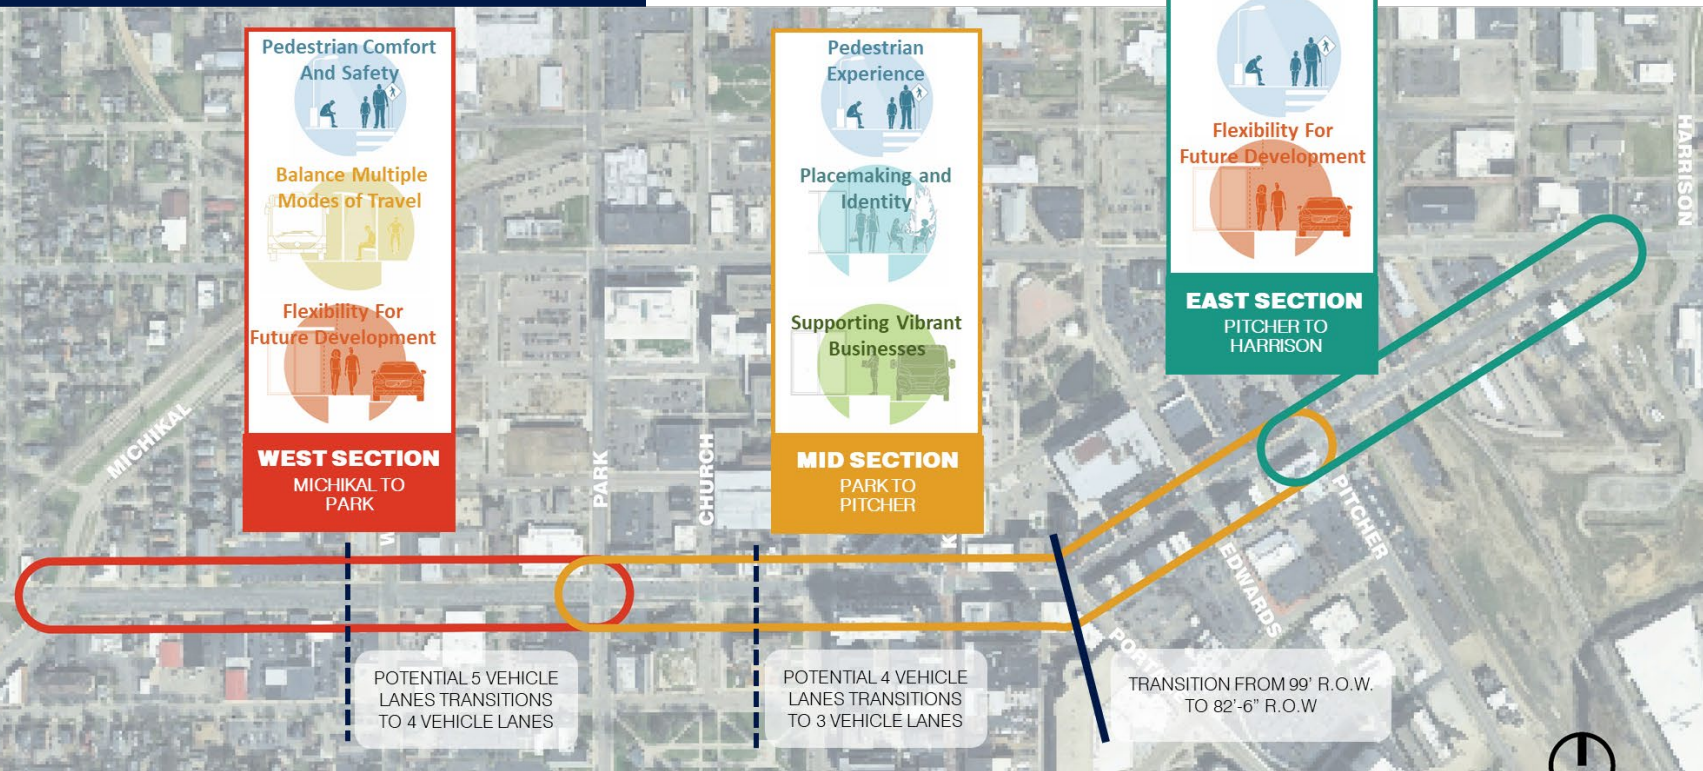 Pedestrian Comfort
And Safety
Balance Multiple
Modes of Travel
Flexibility For
Future Development
WEST SECTION
MICHIKAL TO
PARK
Pedestrian
Experience
Placemaking and
Identity
Supporting Vibrant
Businesses
MID SECTION
PARK TO
PITCHER
Flexibility For
Future Development
EAST SECTION
PITCHER TO
HARRISON
HARRISON
MICHIKAL
PARK
CHURCH
PITCHER
EDWARDS
POTENTIAL 5 VEHICLE
LANES TRANSITIONS
TO 4 VEHICLE LANES
POTENTIAL 4 VEHICLE
LANES TRANSITIONS
TO 3 VEHICLE LANES
TRANSITION FROM 99' R.O.W.
TO 82'-6" R.O.W